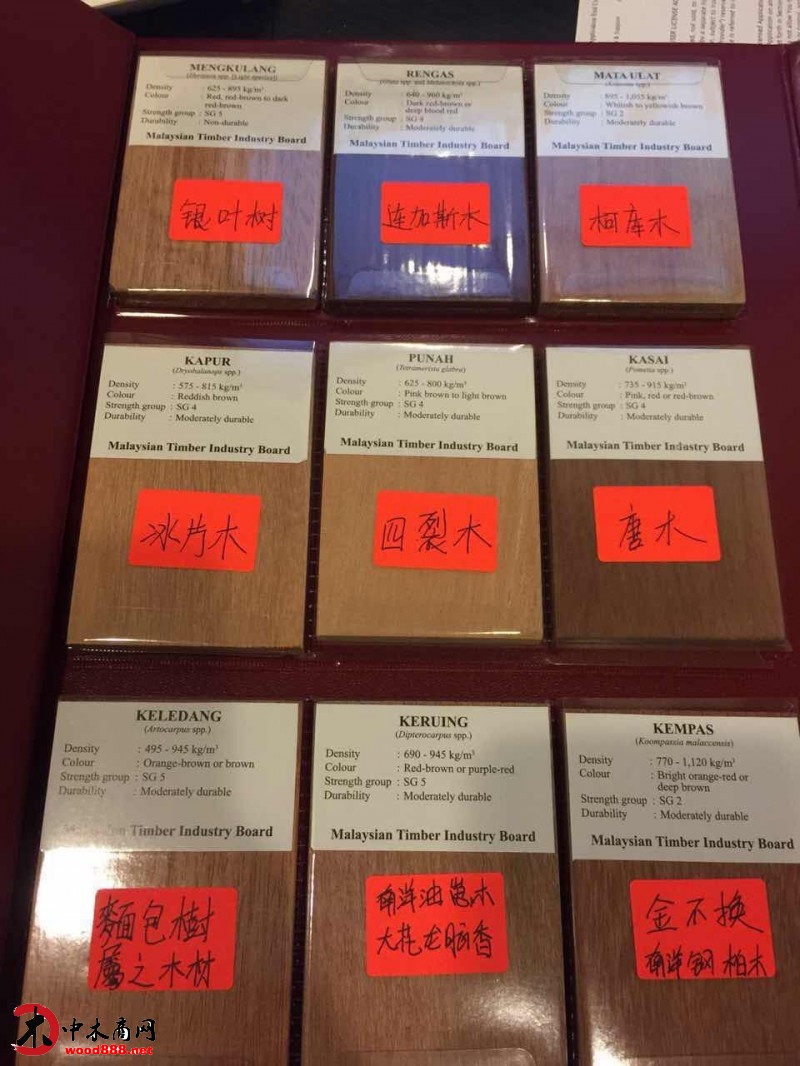 MENGKULANG
(Heritiera spp. [Light species])
Density : 625 - 895 kg/m³
Colour : Red, red-brown to dark
red-brown
Strength group : SG 5
Durability : Non-durable
Malaysian Timber Industry Board
银叶树
RENGAS
Density : 640 - 960 kg/m³
Colour : Dark red-brown or
deep blood red
Strength group : SG 4
Durability : Moderately durable
Malaysian Timber Industry Board
连加斯木
MATA ULAT
Density : 895 - 1,015 kg/m³
Colour : Whitish to yellowish brown
Strength group : SG 2
Durability : Moderately durable
Malaysian Timber Industry Board
柯库木
KAPUR
(Dryobalanops spp.)
Density : 575 - 815 kg/m³
Colour : Reddish brown
Strength group : SG 4
Durability : Moderately durable
Malaysian Timber Industry Board
冰片木
PUNAH
(Tetramerista glabra)
Density : 625 - 800 kg/m³
Colour : Pink brown to light brown
Strength group : SG 4
Durability : Moderately durable
Malaysian Timber Industry Board
四裂木
KASAI
(Pometia spp.)
Density : 735 - 915 kg/m³
Colour : Pink, red or red-brown
Strength group : SG 4
Durability : Moderately durable
Malaysian Timber Industry Board
唐木
KELEDANG
(Artocarpus spp.)
Density : 495 - 945 kg/m³
Colour : Orange-brown or brown
Strength group : SG 5
Durability : Moderately durable
Malaysian Timber Industry Board
麵包樹
屬之木材
KERUING
(Dipterocarpus spp.)
Density : 690 - 945 kg/m³
Colour : Red-brown or purple-red
Strength group : SG 5
Durability : Moderately durable
Malaysian Timber Industry Board
大花龙脑香
KEMPAS
(Koompassia malaccensis)
Density : 770 - 1,120 kg/m³
Colour : Bright orange-red or
deep brown
Strength group : SG 2
Durability : Moderately durable
Malaysian Timber Industry Board
金不换
南洋钢柏木
木中木商网
wood888.net